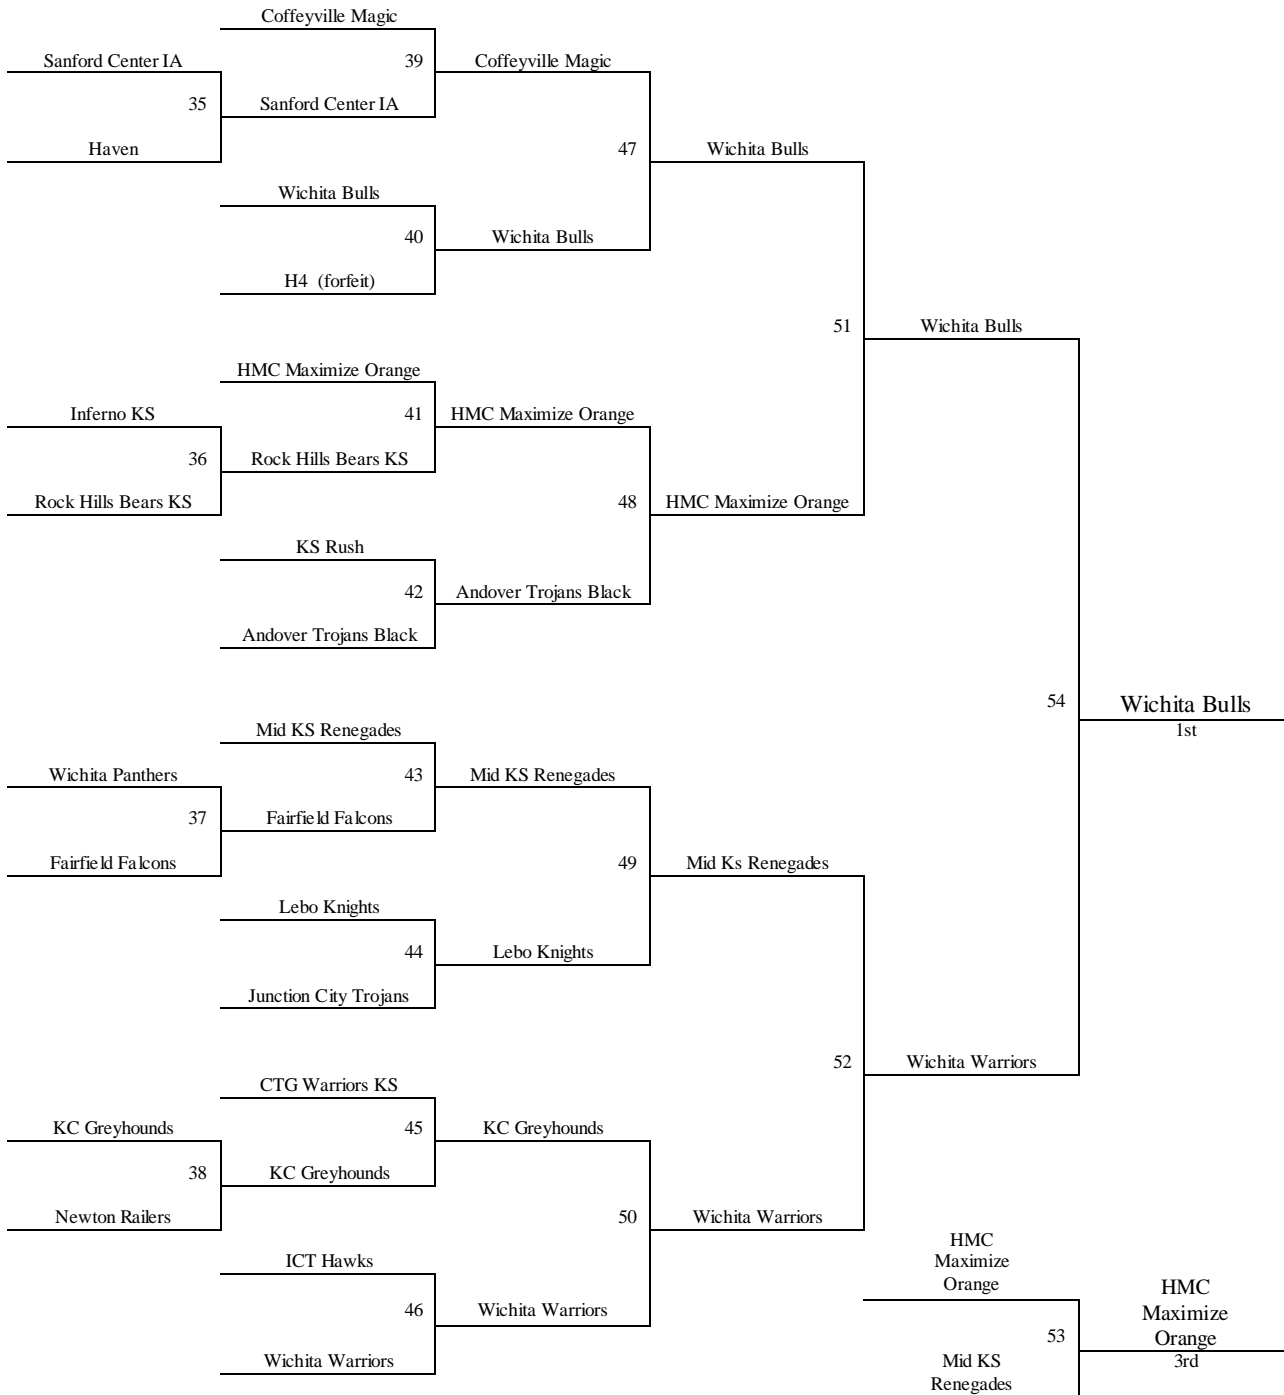 Coffeyville Magic
Sanford Center IA
39
Coffeyville Magic
35
Sanford Center IA
Haven
47
Wichita Bulls
Wichita Bulls
40
Wichita Bulls
H4 (forfeit)
51
Wichita Bulls
HMC Maximize Orange
Inferno KS
41
HMC Maximize Orange
36
Rock Hills Bears KS
Rock Hills Bears KS
48
HMC Maximize Orange
KS Rush
42
Andover Trojans Black
Andover Trojans Black
54
Wichita Bulls
1st
Mid KS Renegades
Wichita Panthers
43
Mid KS Renegades
37
Fairfield Falcons
Fairfield Falcons
49
Mid Ks Renegades
Lebo Knights
44
Lebo Knights
Junction City Trojans
52
Wichita Warriors
CTG Warriors KS
KC Greyhounds
45
KC Greyhounds
38
KC Greyhounds
Newton Railers
50
Wichita Warriors
ICT Hawks
46
Wichita Warriors
Wichita Warriors
HMC
Maximize
Orange
53
HMC
Maximize
Orange
3rd
Mid KS
Renegades